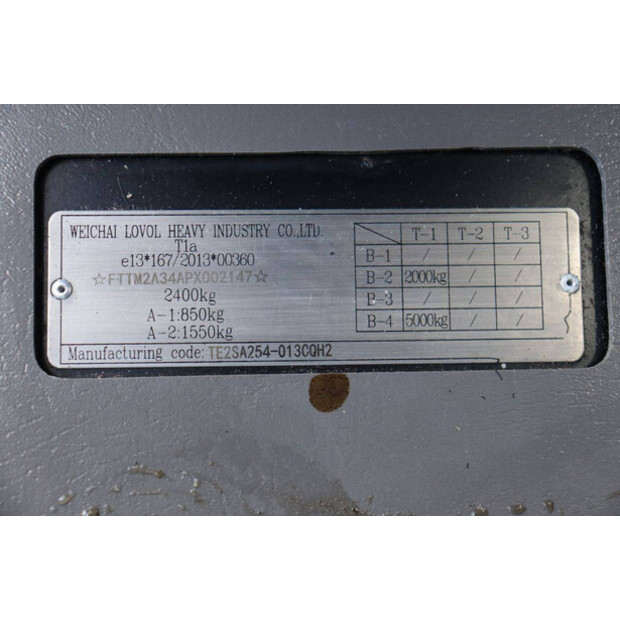 WEICHAI LOVOL HEAVY INDUSTRY CO.,LTD.
T1a
e13*167/2013*00360
☆FTTM2A34APX002147☆
2400kg
A-1:850kg
A-2:1550kg
T-1 T-2 T-3
B-1 / / /
B-2 2000kg / /
B-3 / / /
B-4 5000kg / /
Manufacturing code: TE2SA254-013CQH2